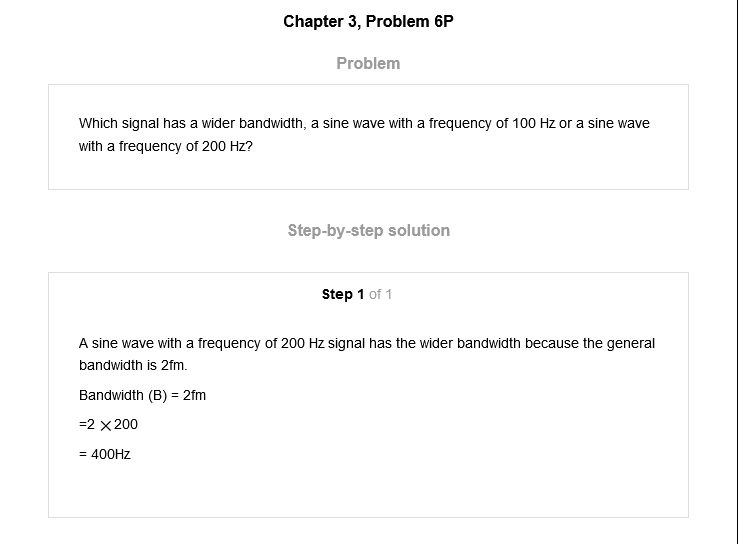 Chapter 3, Problem 6P
Problem
Which signal has a wider bandwidth, a sine wave with a frequency of 100 Hz or a sine wave
with a frequency of 200 Hz?
Step-by-step solution
Step 1 of 1
A sine wave with a frequency of 200 Hz signal has the wider bandwidth because the general
bandwidth is 2fm.
Bandwidth (B) = 2fm
=2 ×200
= 400Hz